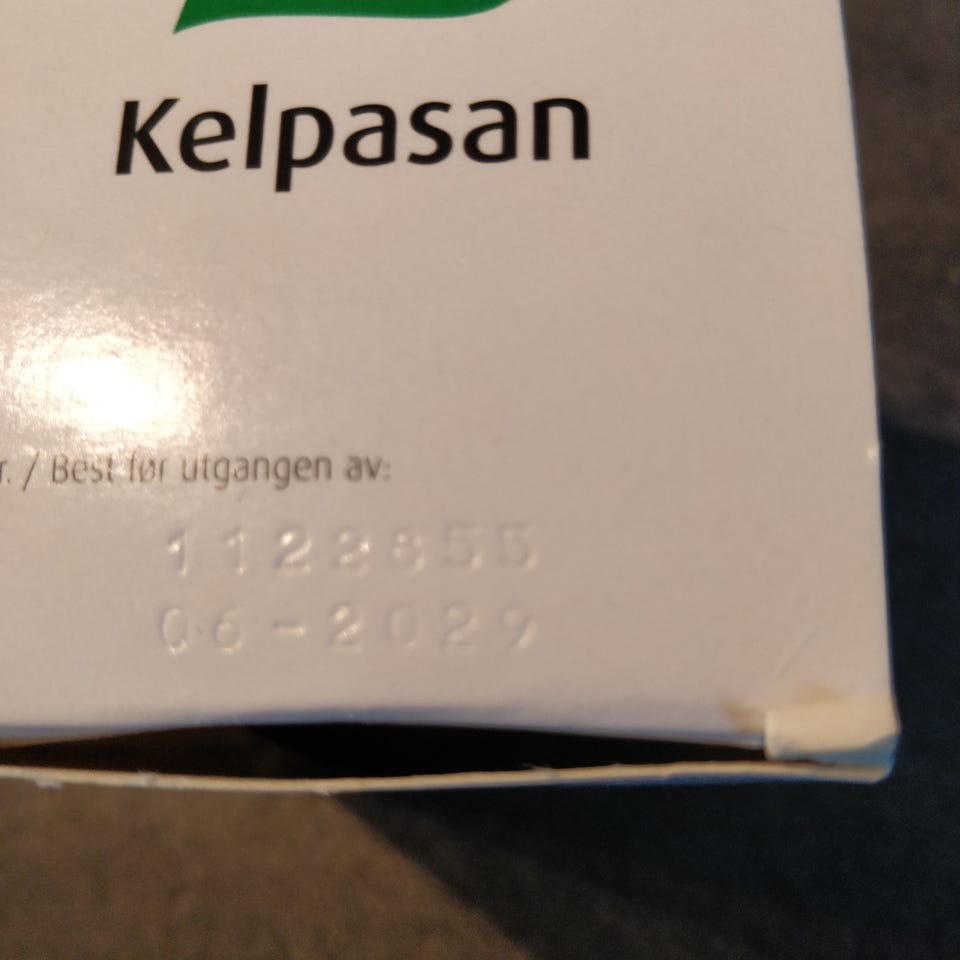 Kelpasan
r. / Best før utgangen av:
1122855
06-2029